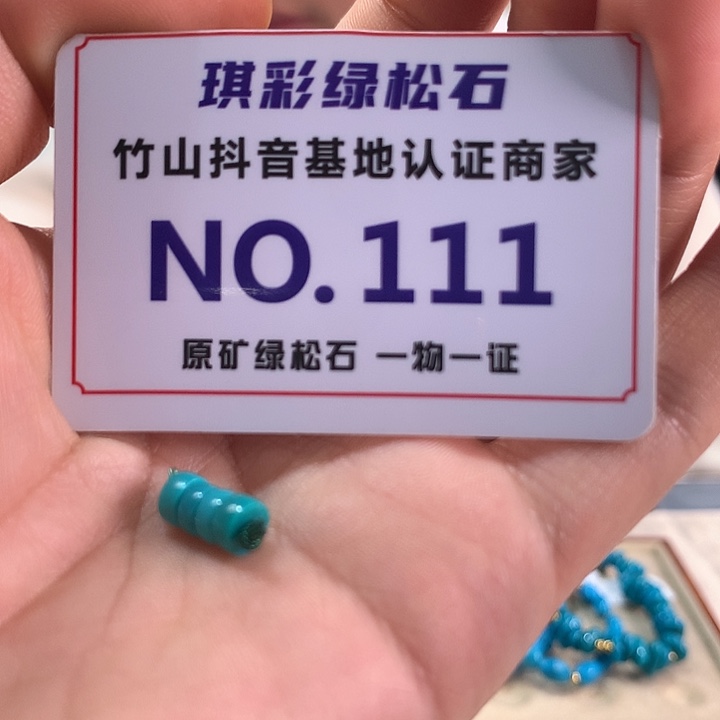 琪彩绿松石
竹山抖音基地认证商家
NO.111
原矿绿松石 一物一证